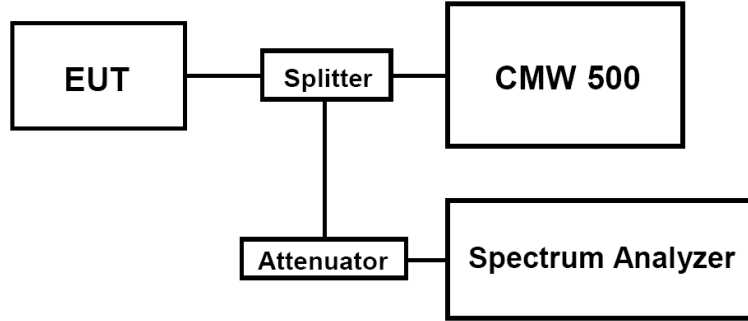 EUT
Splitter
CMW 500
Attenuator
Spectrum Analyzer